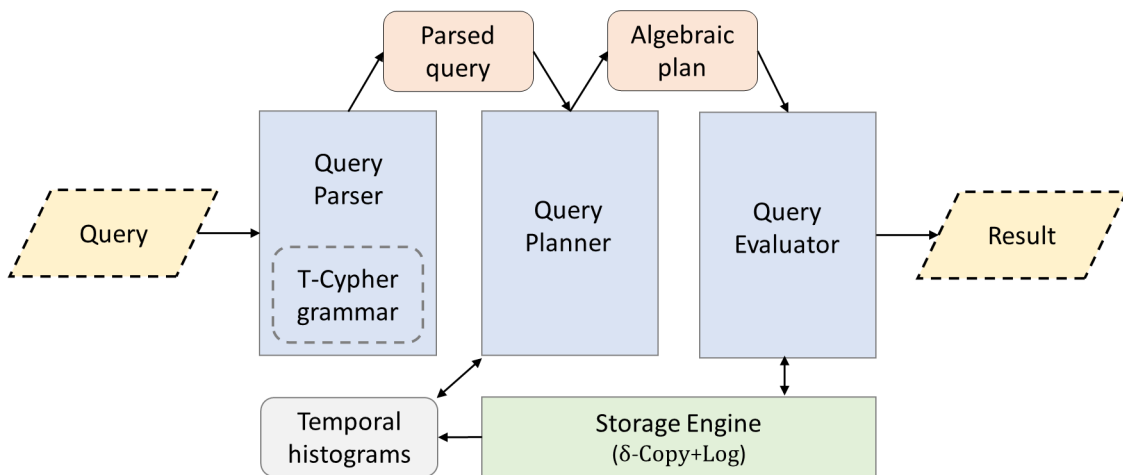 Parsed
query
Algebraic
plan
Query
Query
Parser
T-Cypher
grammar
Query
Planner
Query
Evaluator
Result
Temporal
histograms
Storage Engine
(δ-Copy+Log)